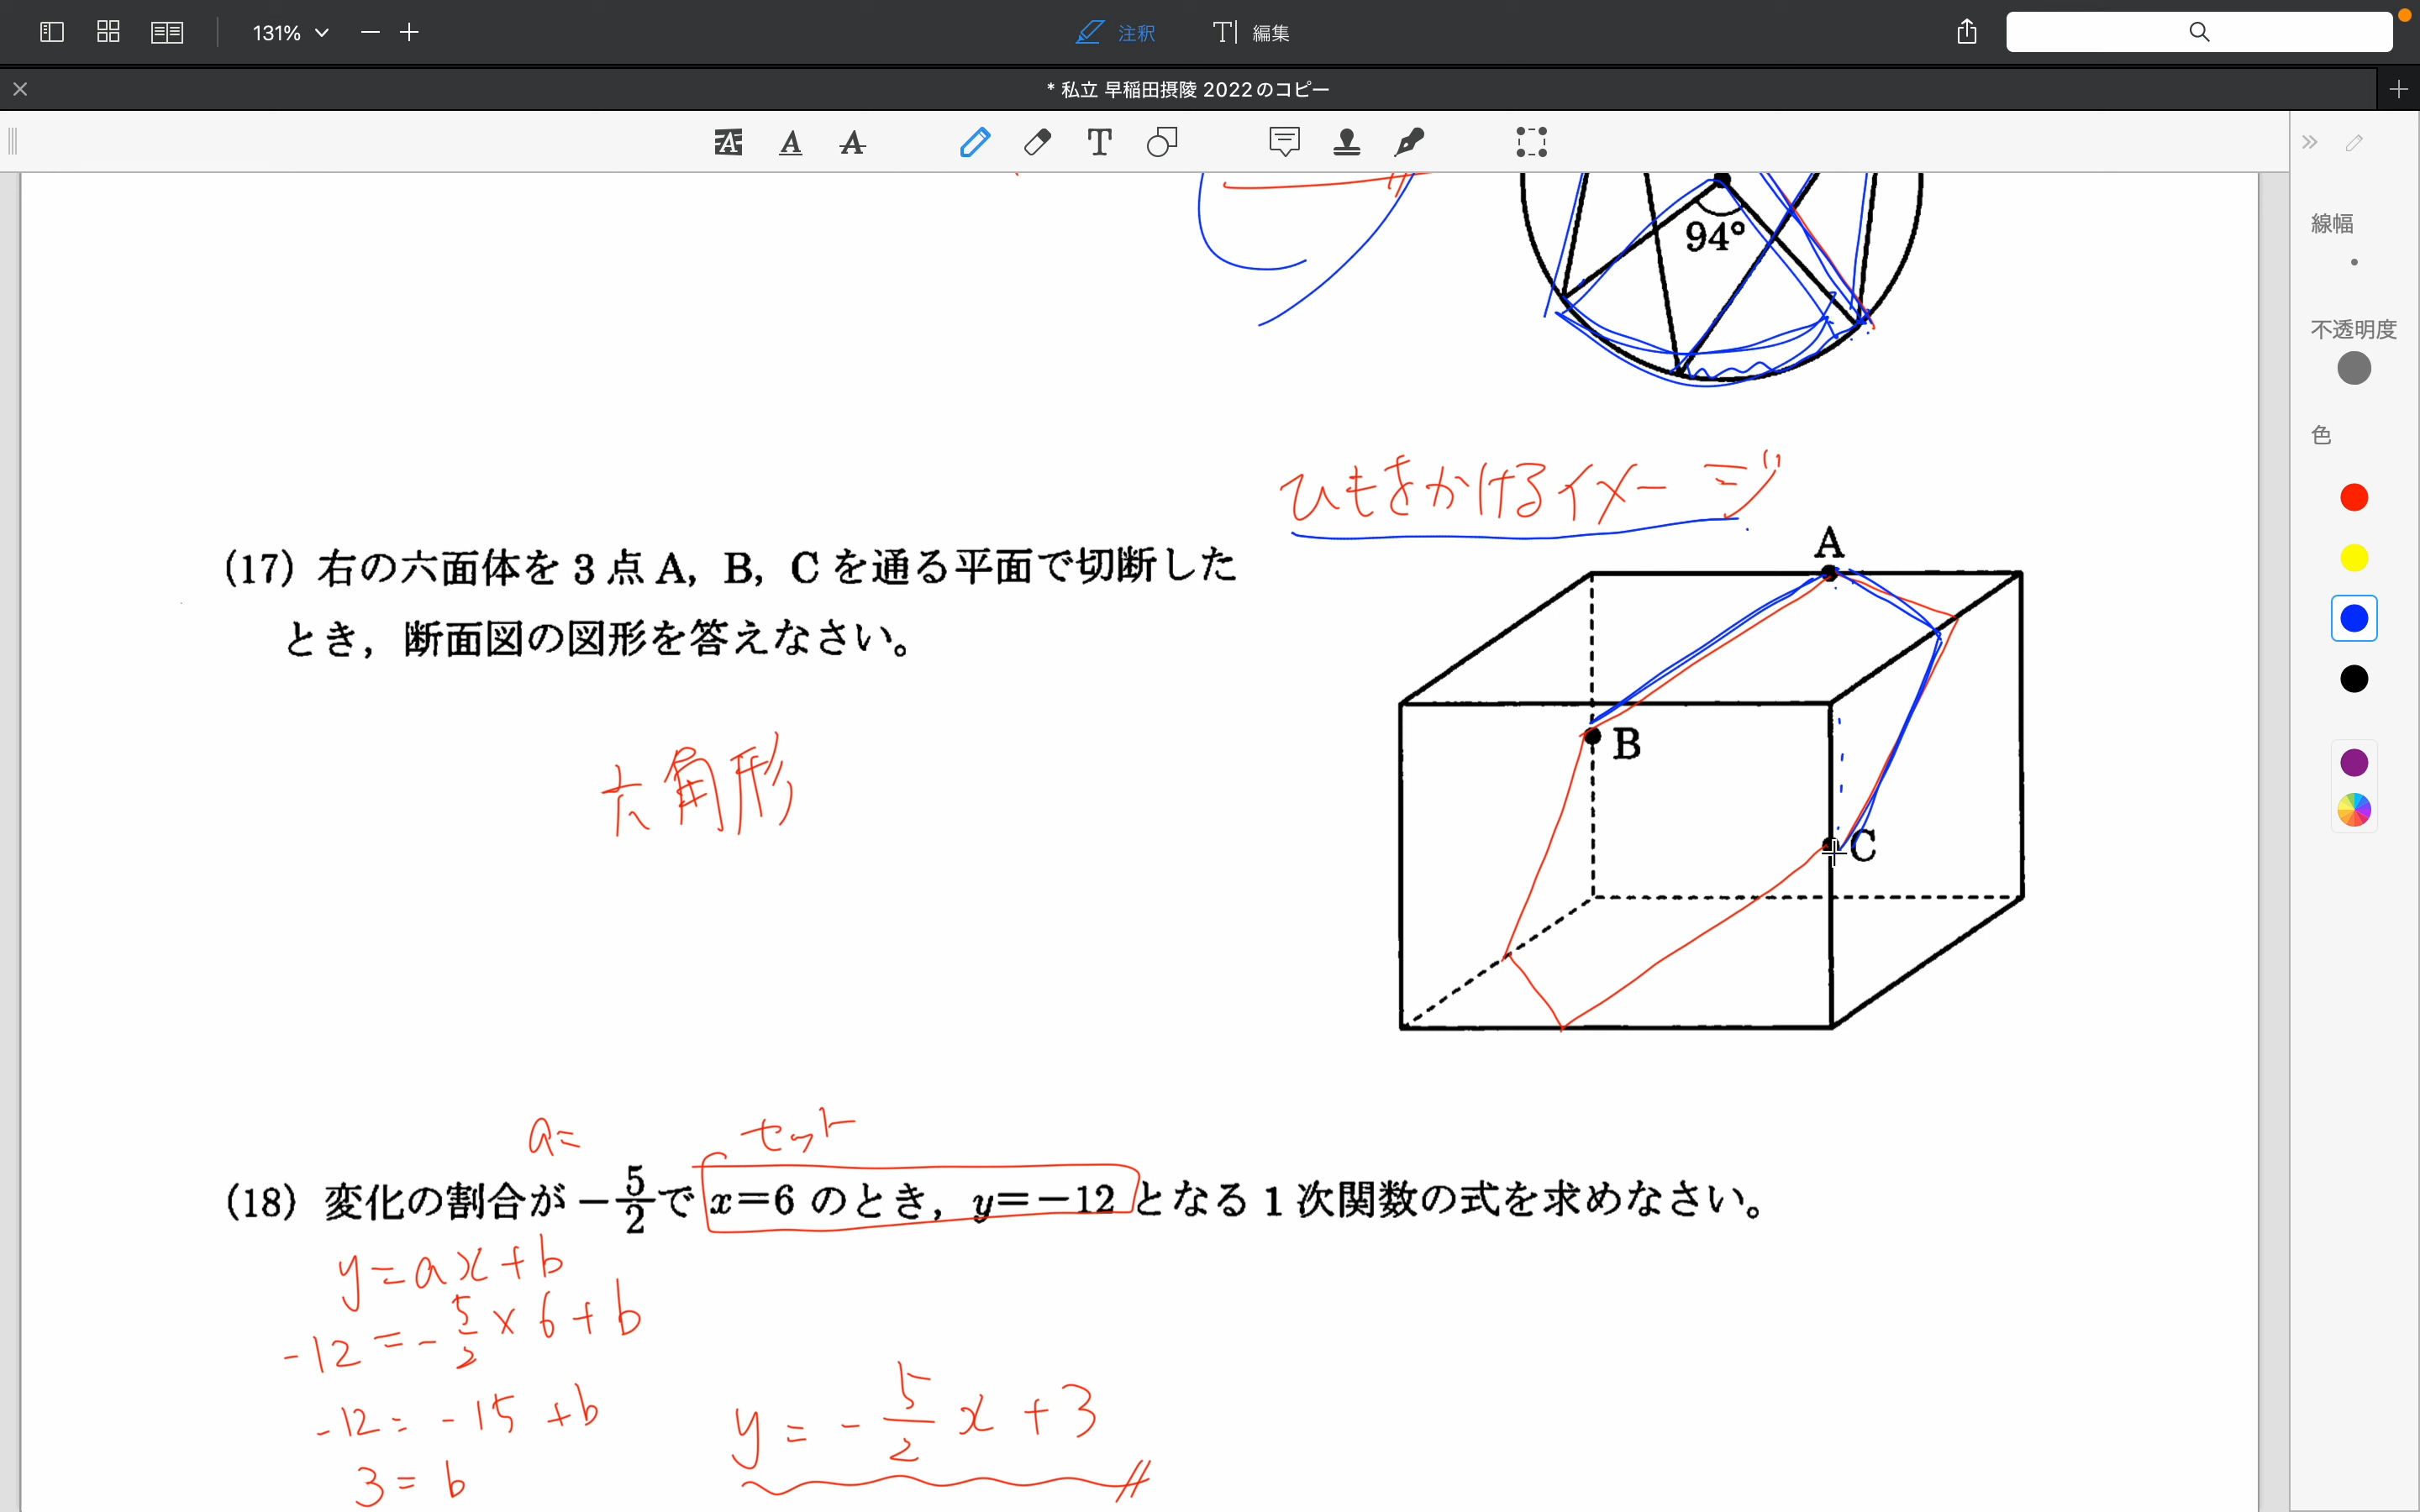 131%
注釈
編集
* 私立 早稲田摂陵 2022のコピー
線幅
不透明度
色
94°
ひもをかけるイメージ
(17) 右の六面体を 3 点 A, B, C を通る平面で切断した
とき, 断面図の図形を答えなさい。
A
B
C
六角形
a=
セット
(18) 変化の割合が −5/2 で x=6 のとき, y=−12 となる 1 次関数の式を求めなさい。
y=ax+b
-12=-5/2×6+b
-12=-15+b
3=b
y=-5/2x+3